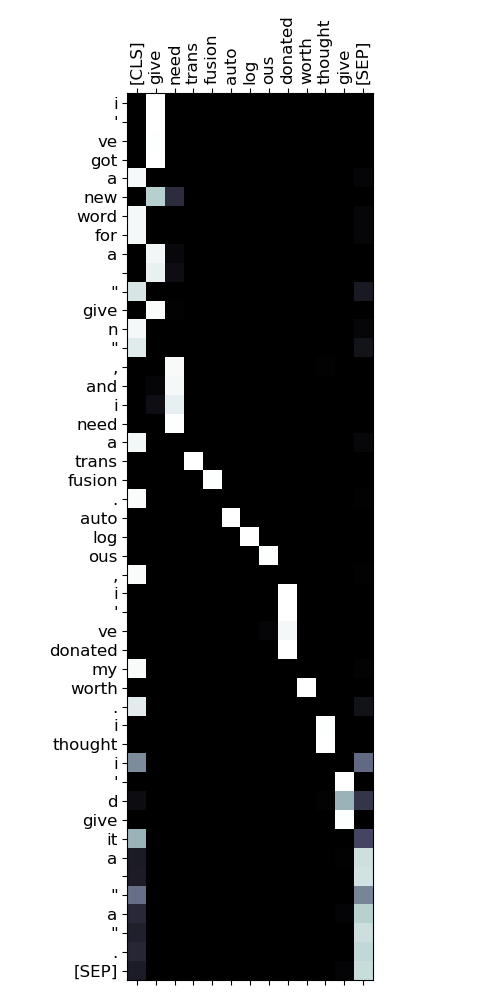 [CLS]
give
need
trans
fusion
auto
log
ous
donated
worth
thought
give
[SEP]
i
'
ve
got
a
new
word
for
a
-
"
give
n
"
,
and
i
need
a
trans
fusion
.
auto
log
ous
,
i
'
ve
donated
my
worth
.
i
thought
i
'
d
give
it
a
-
"
a
"
.
[SEP]